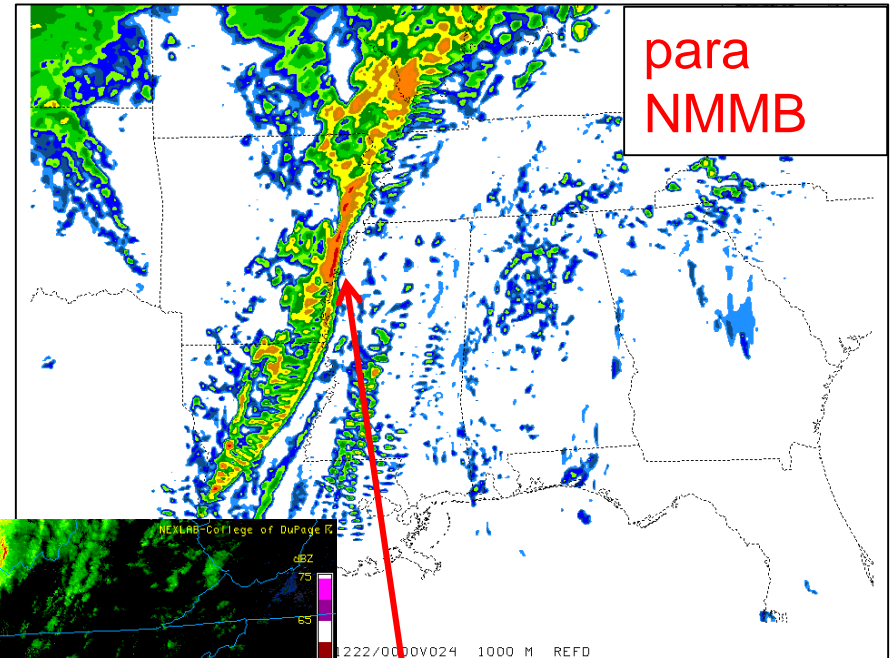 para
NMMB
NEXLAB-College of DuPage
dBZ
75
65
1222/0000V024 1000 M REFD